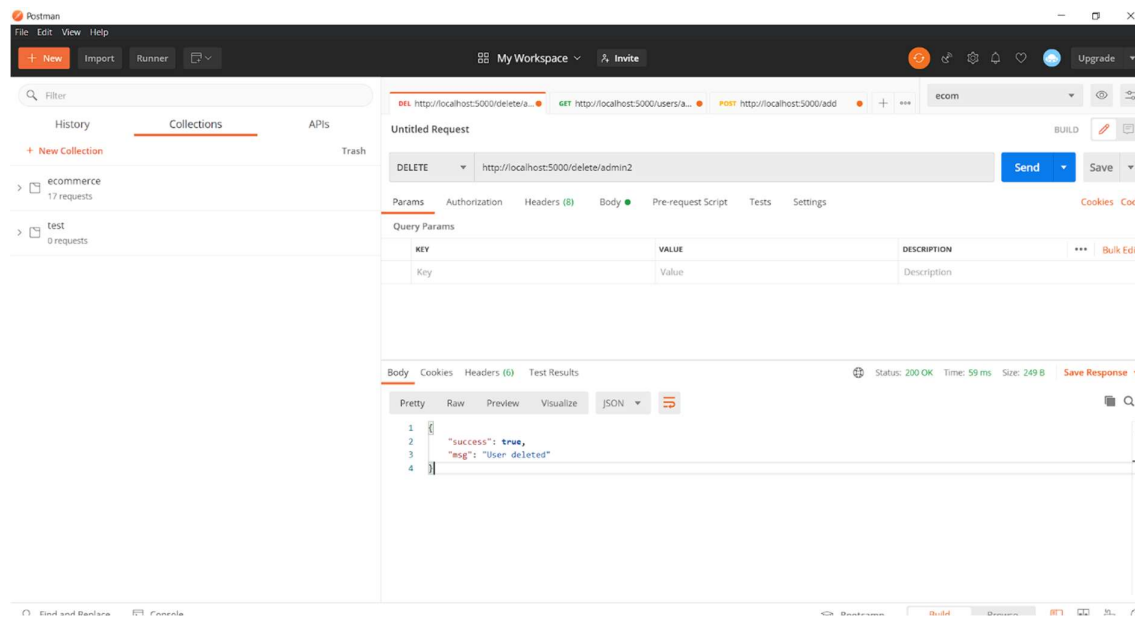 Postman
File Edit View Help
+ New Import Runner My Workspace Invite Upgrade
Filter
History Collections APIs
+ New Collection Trash
ecommerce
17 requests
test
0 requests
DEL http://localhost:5000/delete/a... GET http://localhost:5000/users/a... POST http://localhost:5000/add + ••• ecom
Untitled Request BUILD
DELETE http://localhost:5000/delete/admin2 Send Save
Params Authorization Headers (8) Body Pre-request Script Tests Settings Cookies
Query Params
KEY VALUE DESCRIPTION ••• Bulk Edi
Key Value Description
Body Cookies Headers (6) Test Results Status: 200 OK Time: 59 ms Size: 249 B Save Response
Pretty Raw Preview Visualize JSON
1 {
2 "success": true,
3 "msg": "User deleted"
4 }
Find and Replace Console Bootcamp Build Browse